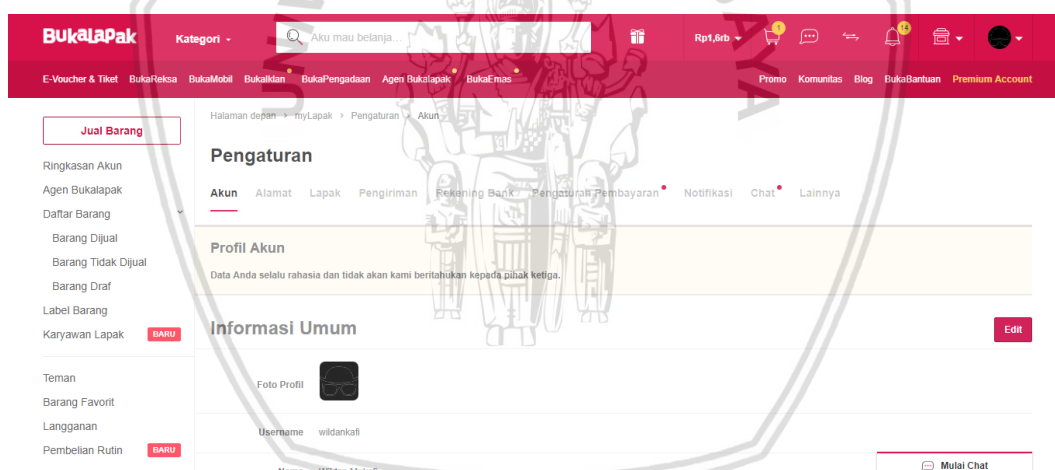 BukaLapak Kategori Aku mau belanja... Rp1,6rb 1 14
E-Voucher & Tiket BukaReksa BukaMobil BukaIklan BukaPengadaan Agen Bukalapak BukaEmas Promo Komunitas Blog BukaBantuan Premium Account
Jual Barang
Ringkasan Akun
Agen Bukalapak
Daftar Barang
Barang Dijual
Barang Tidak Dijual
Barang Draf
Label Barang
Karyawan Lapak BARU
Teman
Barang Favorit
Langganan
Pembelian Rutin BARU
Halaman depan > myLapak > Pengaturan > Akun
Pengaturan
Akun Alamat Lapak Pengiriman Rekening Bank Pengaturan Pembayaran Notifikasi Chat Lainnya
Profil Akun
Data Anda selalu rahasia dan tidak akan kami beritahukan kepada pihak ketiga.
Informasi Umum Edit
Foto Profil
Username wildankafi
Mulai Chat